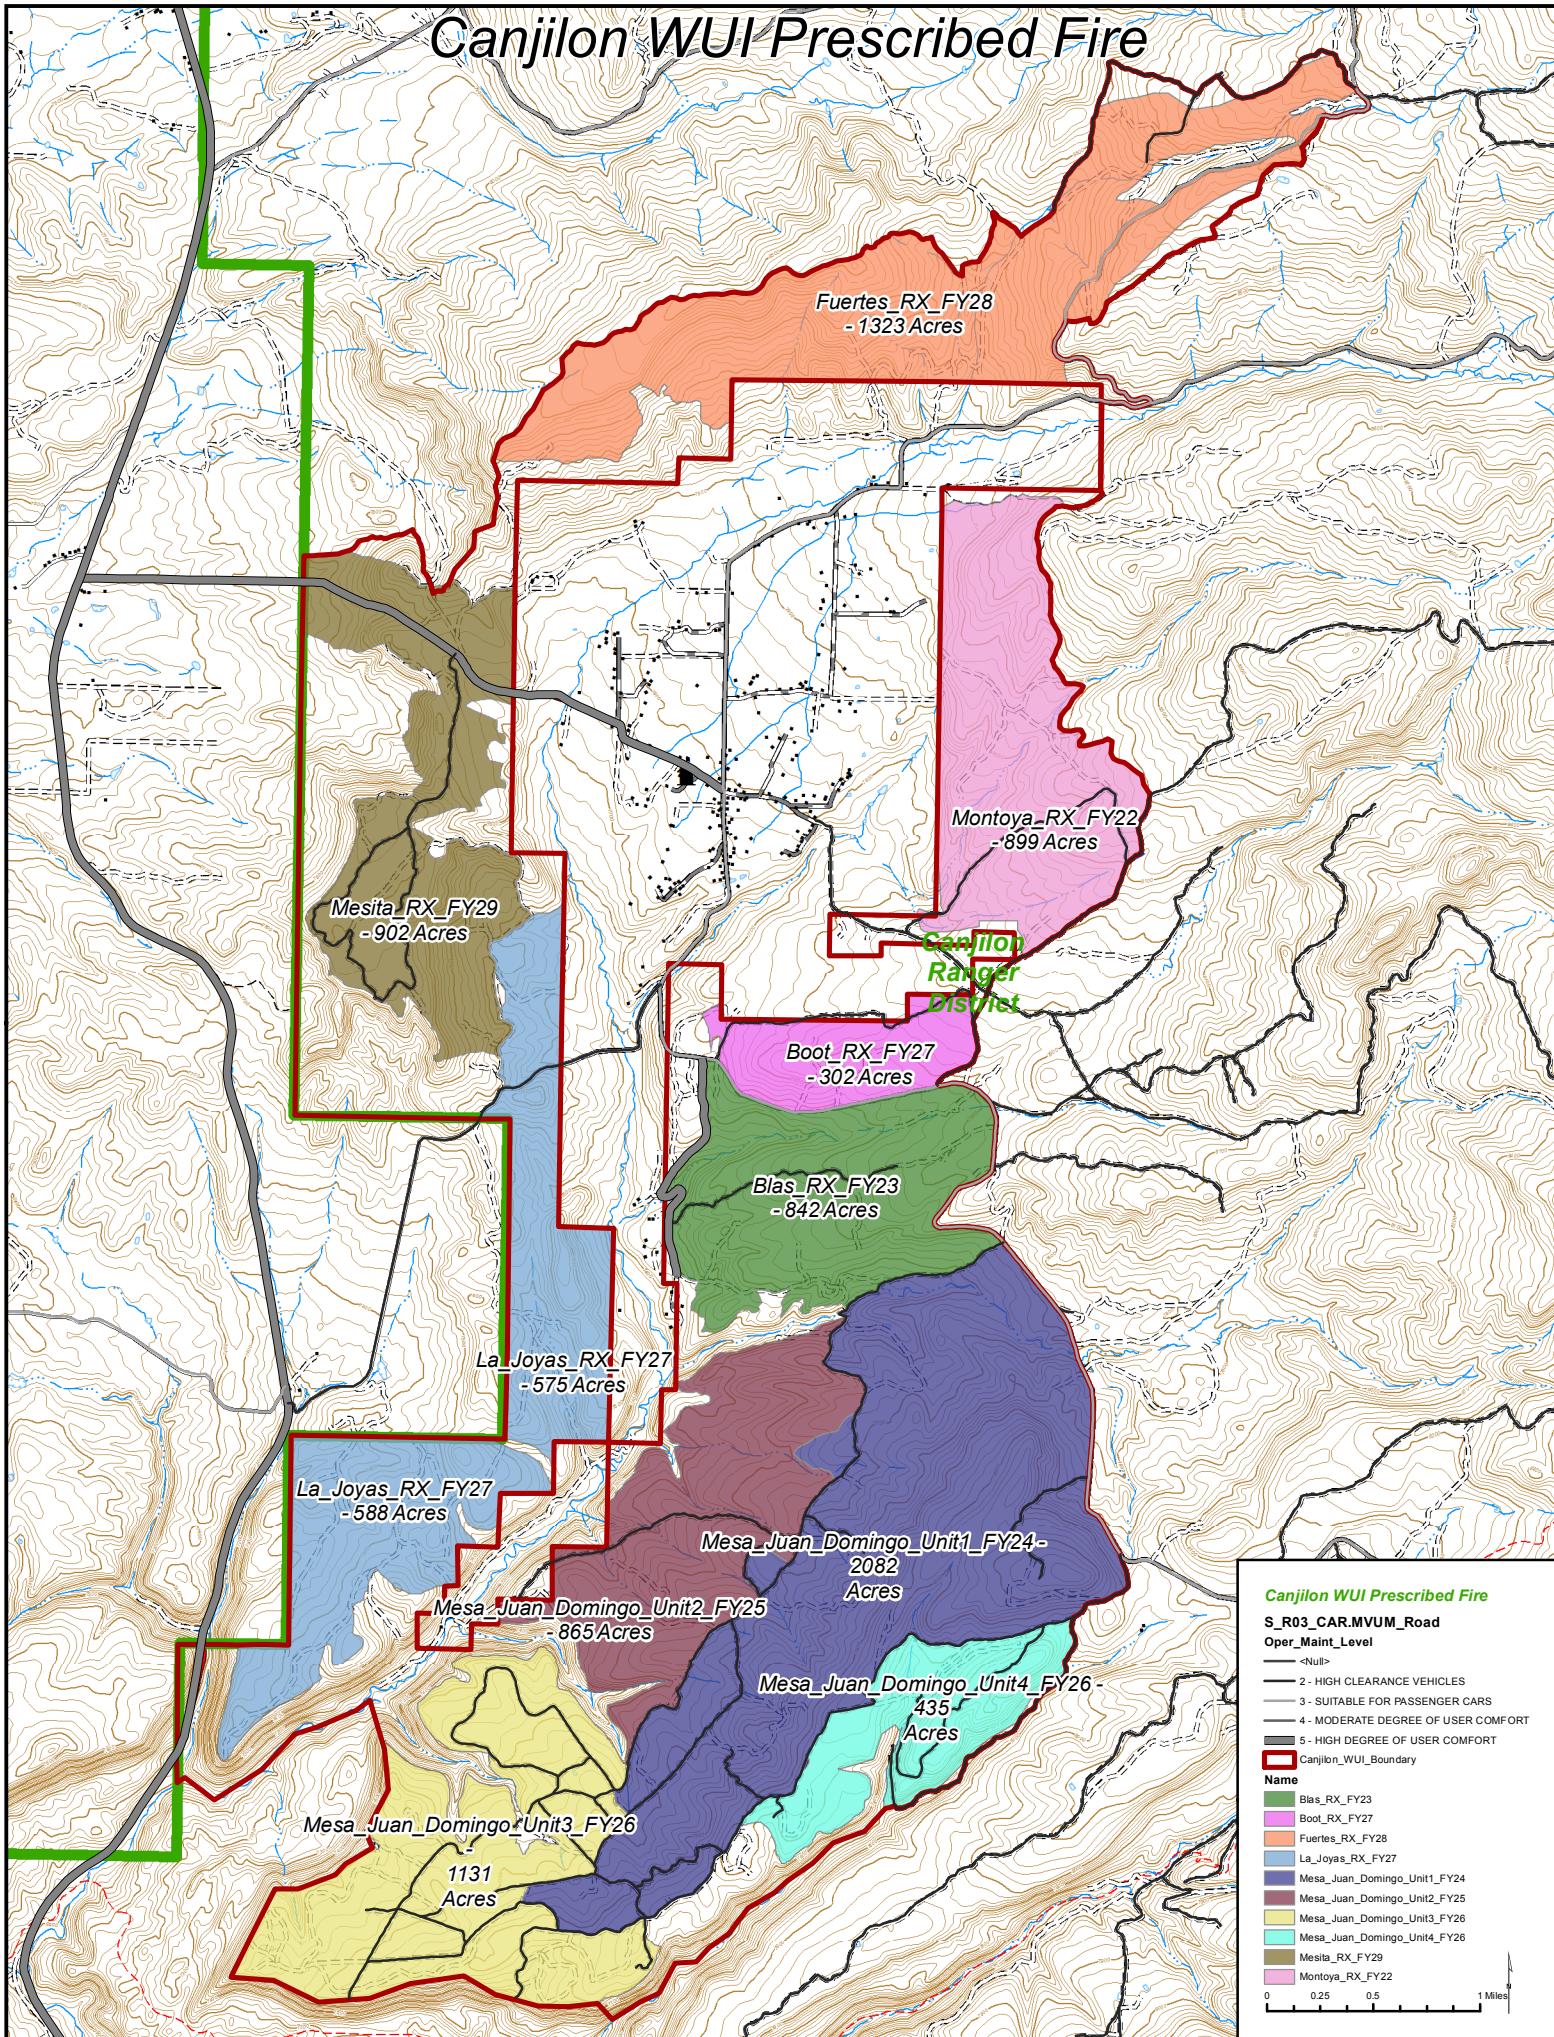 Canjilon WUI Prescribed Fire
Fuertes_RX_FY28
- 1323 Acres
Montoya_RX_FY22
- 899 Acres
Mesita_RX_FY29
- 902 Acres
Canjilon
Ranger
District
Boot_RX_FY27
- 302 Acres
Blas_RX_FY23
- 842 Acres
La_Joyas_RX_FY27
- 575 Acres
La_Joyas_RX_FY27
- 588 Acres
Mesa_Juan_Domingo_Unit1_FY24 -
2082
Acres
Mesa_Juan_Domingo_Unit2_FY25
- 865 Acres
Mesa_Juan_Domingo_Unit4_FY26 -
435
Acres
Mesa_Juan_Domingo_Unit3_FY26
-
1131
Acres
Canjilon WUI Prescribed Fire
S_R03_CAR.MVUM_Road
Oper_Maint_Level
<Null>
2 - HIGH CLEARANCE VEHICLES
3 - SUITABLE FOR PASSENGER CARS
4 - MODERATE DEGREE OF USER COMFORT
5 - HIGH DEGREE OF USER COMFORT
Canjilon_WUI_Boundary
Name
Blas_RX_FY23
Boot_RX_FY27
Fuertes_RX_FY28
La_Joyas_RX_FY27
Mesa_Juan_Domingo_Unit1_FY24
Mesa_Juan_Domingo_Unit2_FY25
Mesa_Juan_Domingo_Unit3_FY26
Mesa_Juan_Domingo_Unit4_FY26
Mesita_RX_FY29
Montoya_RX_FY22
0 0.25 0.5 1 Miles
N